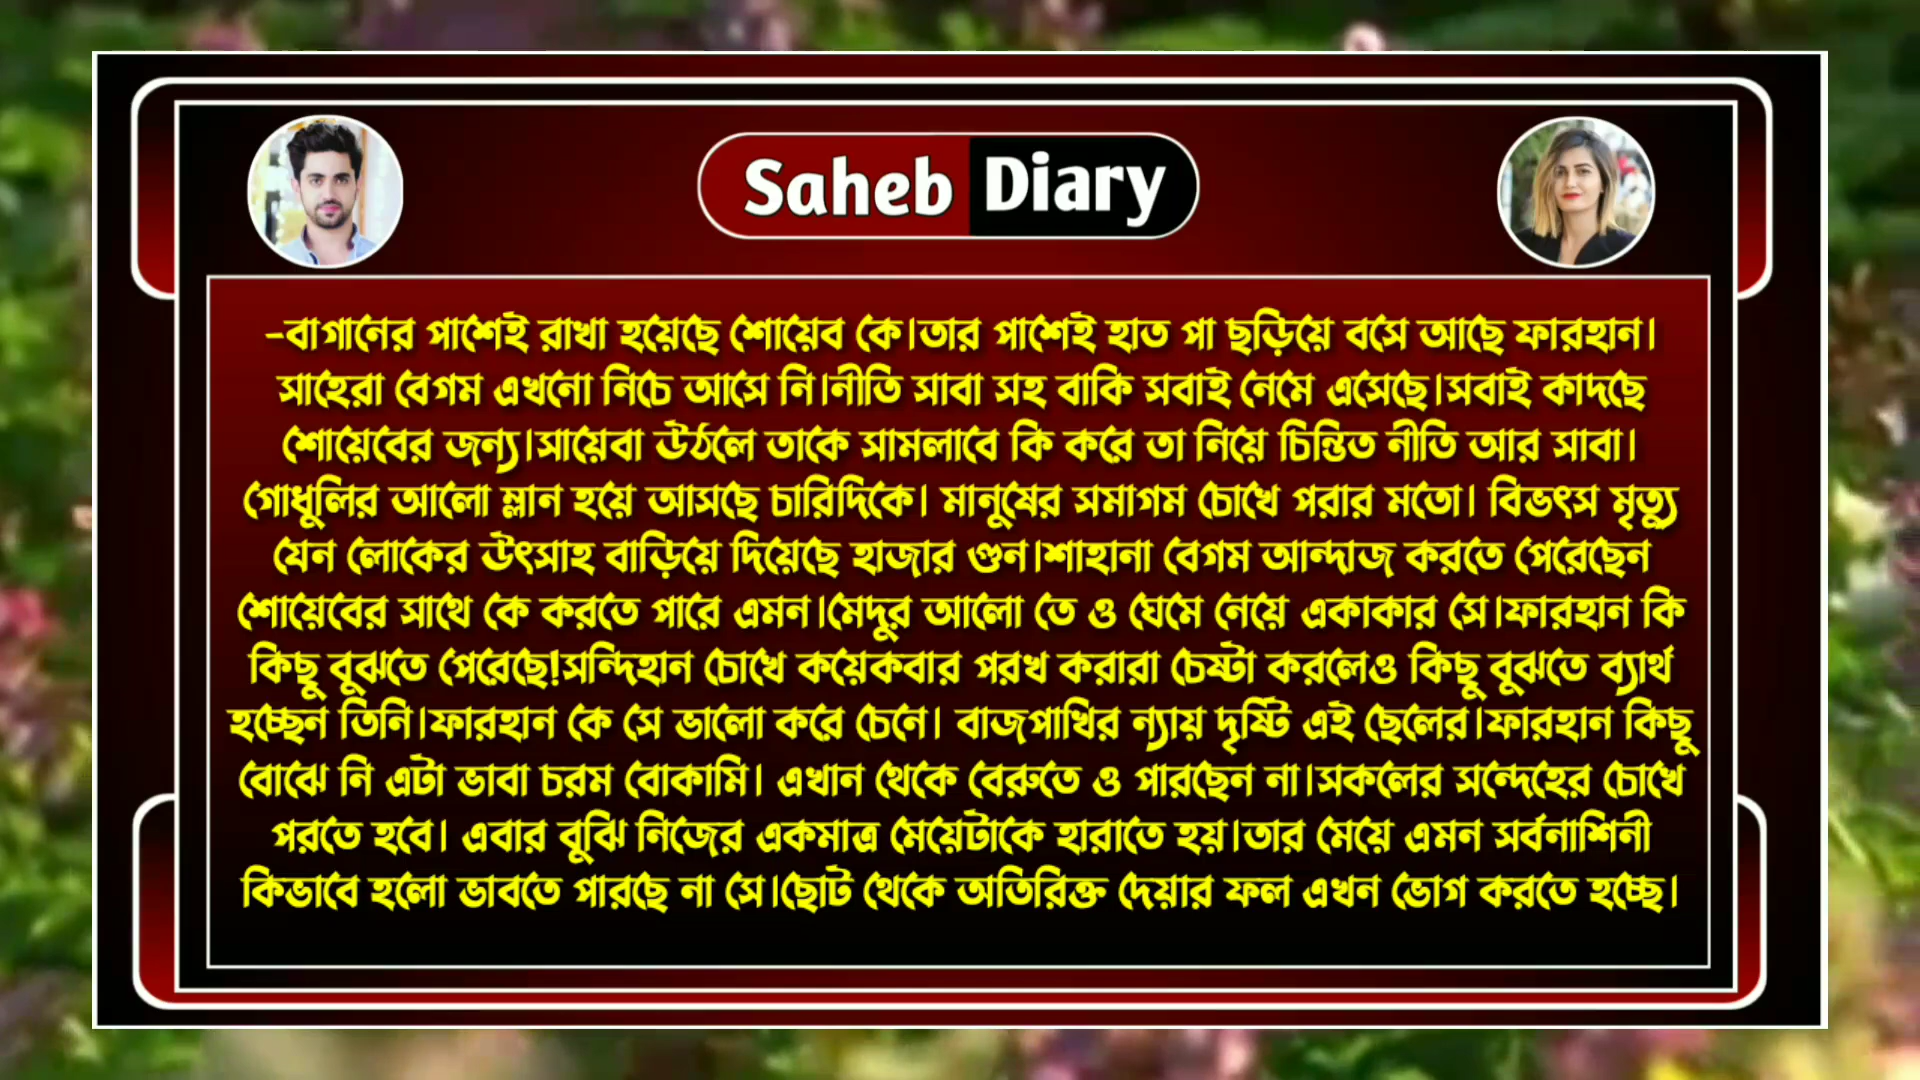 Saheb Diary
-বাগানের পাশেই রাখা হয়েছে শোয়েব কে।তার পাশেই হাত পা ছড়িয়ে বসে আছে ফারহান।
সাহেরা বেগম এখনো নিচে আসে নি।নীতি সাবা সহ বাকি সবাই নেমে এসেছে।সবাই কাদছে
শোয়েবের জন্য।সায়েবা উঠলে তাকে সামলাবে কি করে তা নিয়ে চিন্তিত নীতি আর সাবা।
গোধুলির আলো ম্লান হয়ে আসছে চারিদিকে। মানুষের সমাগম চোখে পরার মতো। বিভৎস মৃত্যু
যেন লোকের উৎসাহ বাড়িয়ে দিয়েছে হাজার গুন।শাহানা বেগম আন্দাজ করতে পেরেছেন
শোয়েবের সাথে কে করতে পারে এমন।মেদুর আলো তে ও ঘেমে নেয়ে একাকার সে।ফারহান কি
কিছু বুঝতে পেরেছে!সন্দিহান চোখে কয়েকবার পরখ করারা চেষ্টা করলেও কিছু বুঝতে ব্যার্থ
হচ্ছেন তিনি।ফারহান কে সে ভালো করে চেনে। বাজপাখির ন্যায় দৃষ্টি এই ছেলের।ফারহান কিছু
বোঝে নি এটা ভাবা চরম বোকামি। এখান থেকে বেরুতে ও পারছেন না।সকলের সন্দেহের চোখে
পরতে হবে। এবার বুঝি নিজের একমাত্র মেয়েটাকে হারাতে হয়।তার মেয়ে এমন সর্বনাশিনী
কিভাবে হলো ভাবতে পারছে না সে।ছোট থেকে অতিরিক্ত দেয়ার ফল এখন ভোগ করতে হচ্ছে।